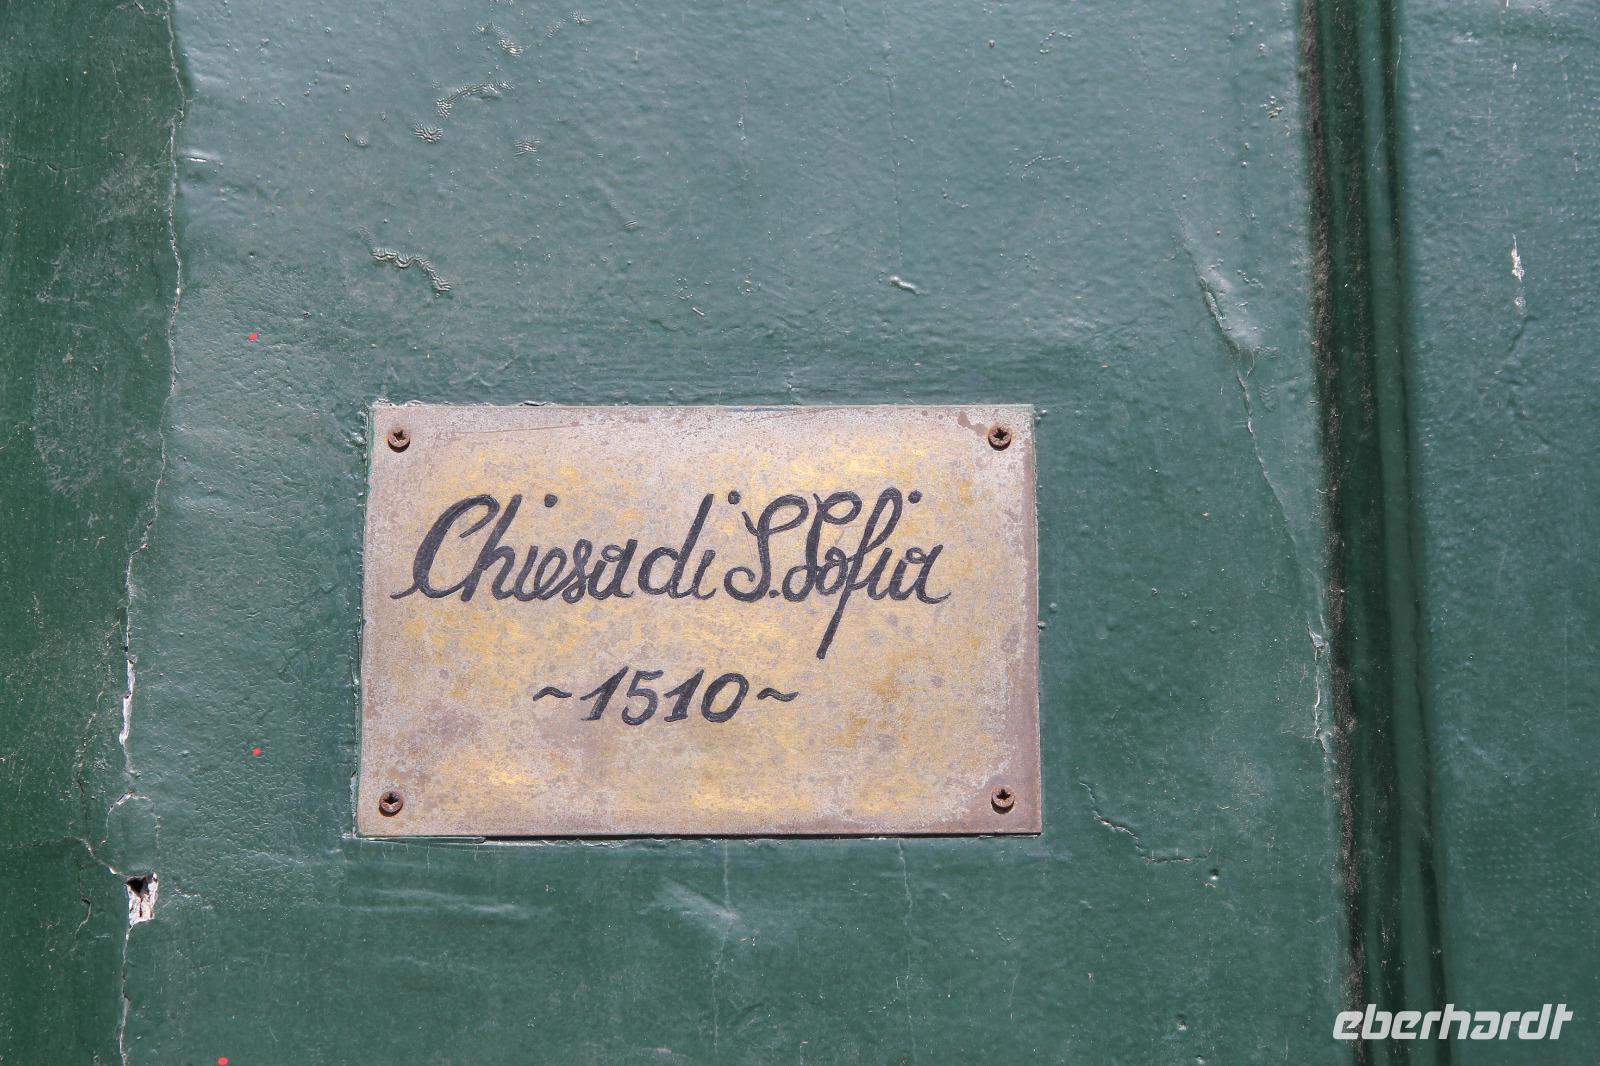 Chiesa di S. Sofia
~1510~
eberhardt